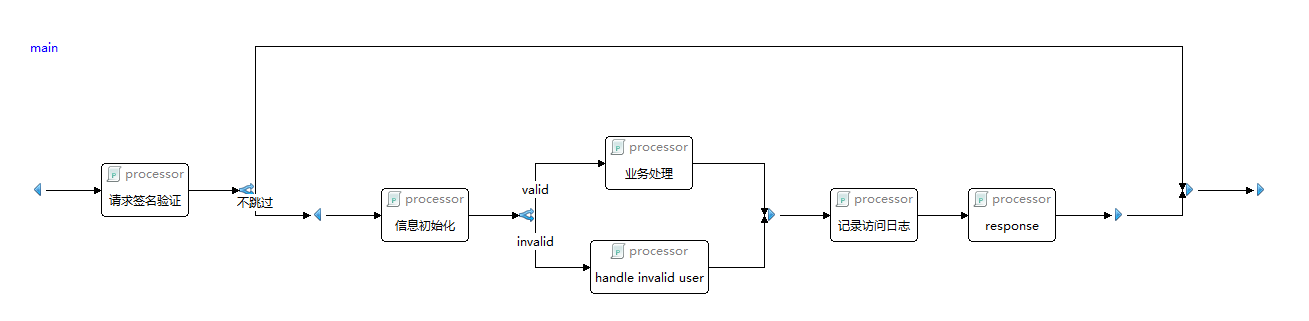 main
processor
请求签名验证
不跳过
processor
信息初始化
valid
invalid
processor
业务处理
processor
handle invalid user
processor
记录访问日志
processor
response